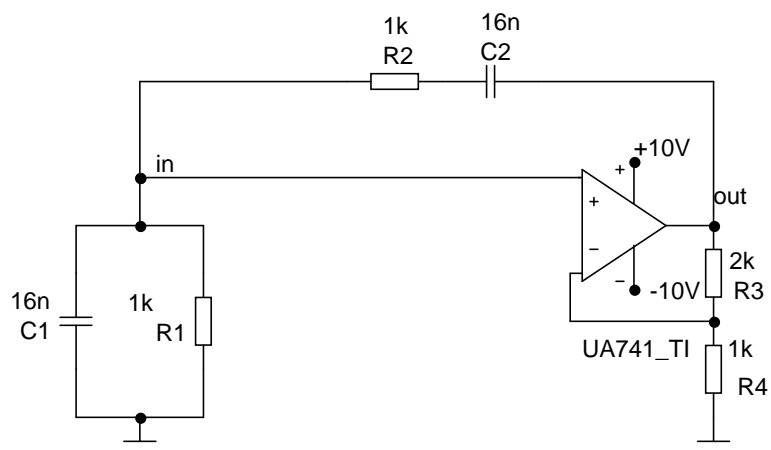 1k
R2
16n
C2
in
+10V
+
+
−
−
-10V
out
2k
R3
UA741_TI
1k
R4
16n
C1
1k
R1